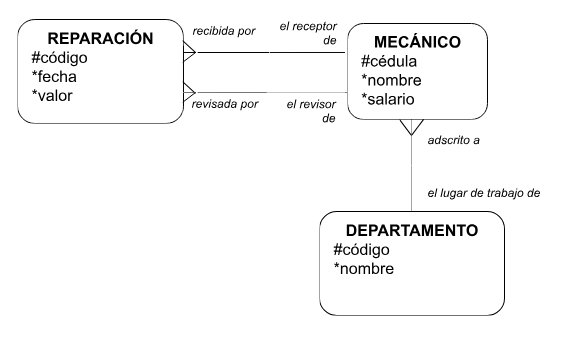 REPARACIÓN
#código
*fecha
*valor
recibida por
el receptor
de
revisada por
el revisor
de
MECÁNICO
#cédula
*nombre
*salario
adscrito a
el lugar de trabajo de
DEPARTAMENTO
#código
*nombre